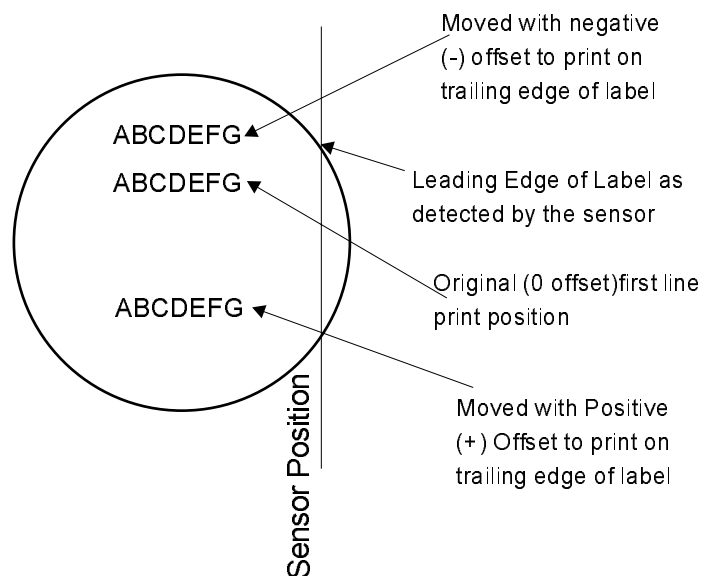 Moved with negative
(-) offset to print on
trailing edge of label
ABCDEFG
ABCDEFG
Leading Edge of Label as
detected by the sensor
Original (0 offset)first line
print position
ABCDEFG
Moved with Positive
(+) Offset to print on
trailing edge of label
Sensor Position